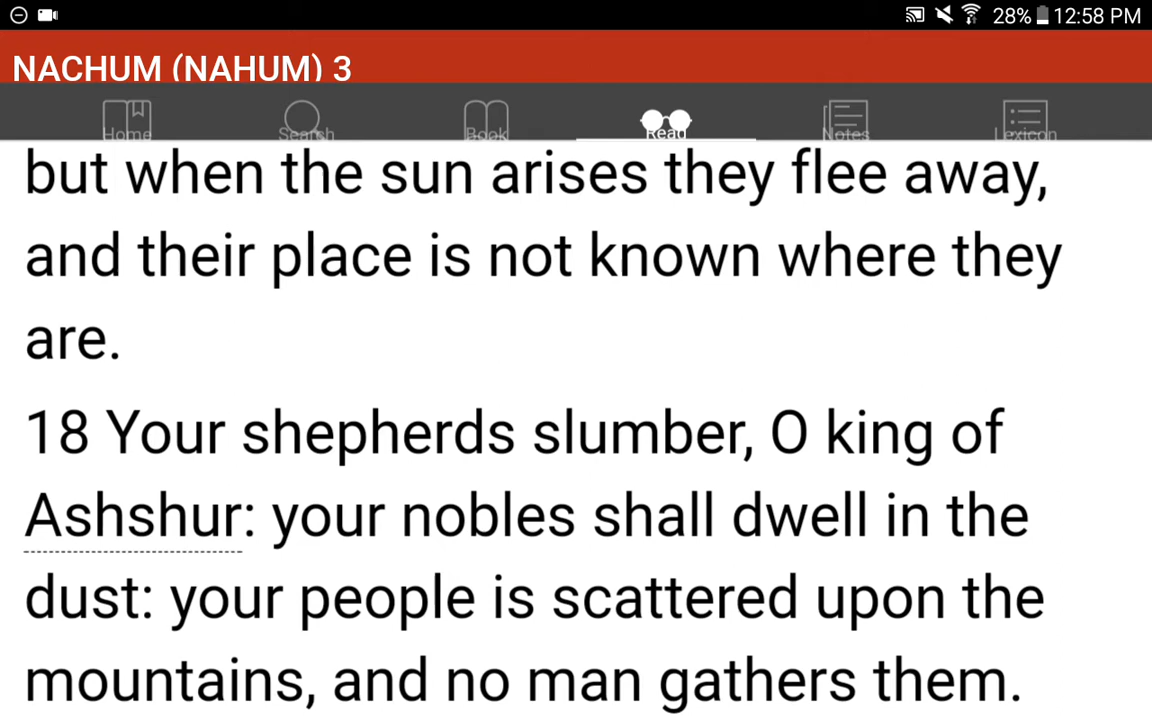 28% 12:58 PM
NACHUM (NAHUM) 3
Home Search Book Read Notes Lexicon
but when the sun arises they flee away,
and their place is not known where they
are.
18 Your shepherds slumber, O king of
Ashshur: your nobles shall dwell in the
dust: your people is scattered upon the
mountains, and no man gathers them.